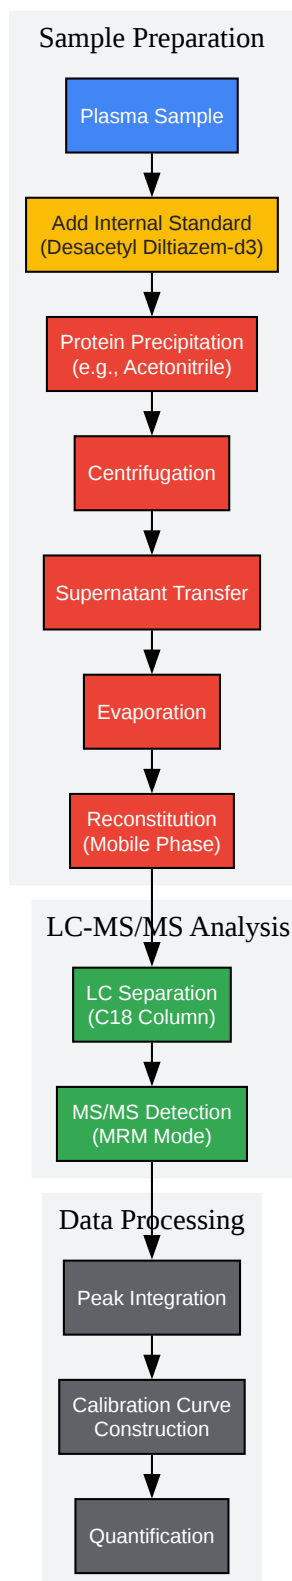 Sample Preparation
Plasma Sample
Add Internal Standard
(Desacetyl Diltiazem-d3)
Protein Precipitation
(e.g., Acetonitrile)
Centrifugation
Supernatant Transfer
Evaporation
Reconstitution
(Mobile Phase)
LC-MS/MS Analysis
LC Separation
(C18 Column)
MS/MS Detection
(MRM Mode)
Data Processing
Peak Integration
Calibration Curve
Construction
Quantification